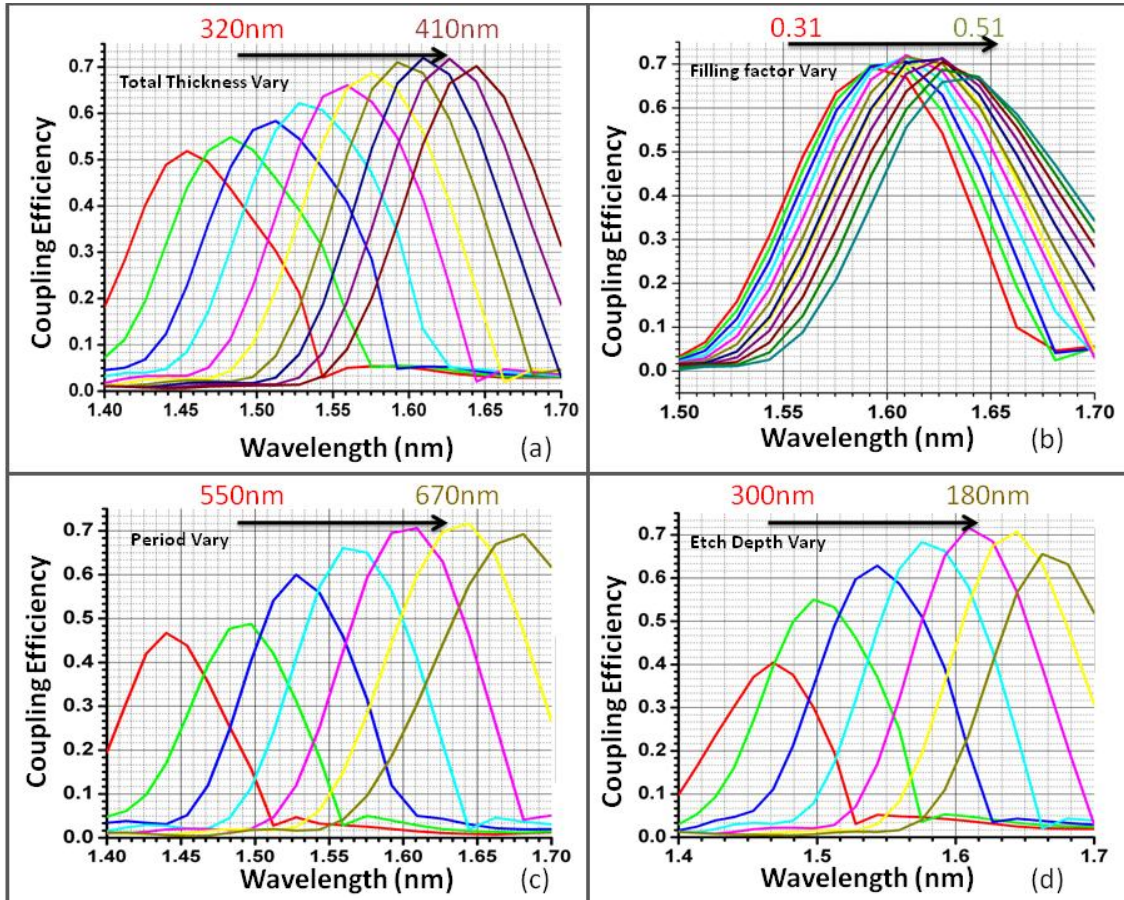 320nm 410nm
Total Thickness Vary
Coupling Efficiency
0.7
0.6
0.5
0.4
0.3
0.2
0.1
0.0
1.40 1.45 1.50 1.55 1.60 1.65 1.70
Wavelength (nm) (a)
0.31 0.51
Filling factor Vary
Coupling Efficiency
0.7
0.6
0.5
0.4
0.3
0.2
0.1
0.0
1.50 1.55 1.60 1.65 1.70
Wavelength (nm) (b)
550nm 670nm
Period Vary
Coupling Efficiency
0.7
0.6
0.5
0.4
0.3
0.2
0.1
0.0
1.40 1.45 1.50 1.55 1.60 1.65 1.70
Wavelength (nm) (c)
300nm 180nm
Etch Depth Vary
Coupling Efficiency
0.7
0.6
0.5
0.4
0.3
0.2
0.1
0.0
1.4 1.5 1.6 1.7
Wavelength (nm) (d)